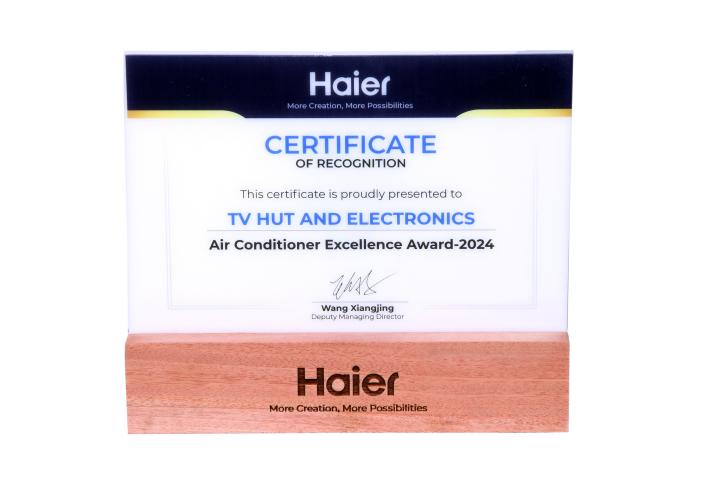 Haier
More Creation, More Possibilities
CERTIFICATE
OF RECOGNITION
This certificate is proudly presented to
TV HUT AND ELECTRONICS
Air Conditioner Excellence Award-2024
Wang Xiangjing
Deputy Managing Director
Haier
More Creation, More Possibilities